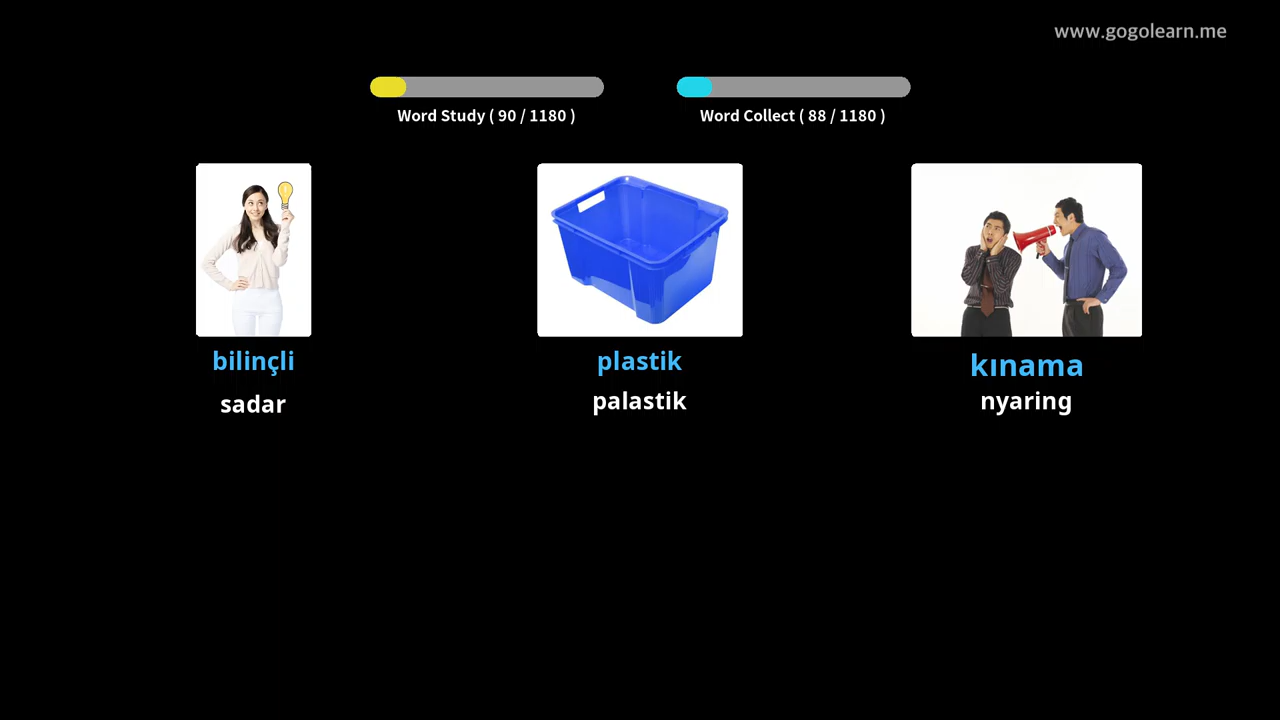 www.gogolearn.me
Word Study ( 90 / 1180 )
Word Collect ( 88 / 1180 )
bilinçli
sadar
plastik
palastik
kınama
nyaring